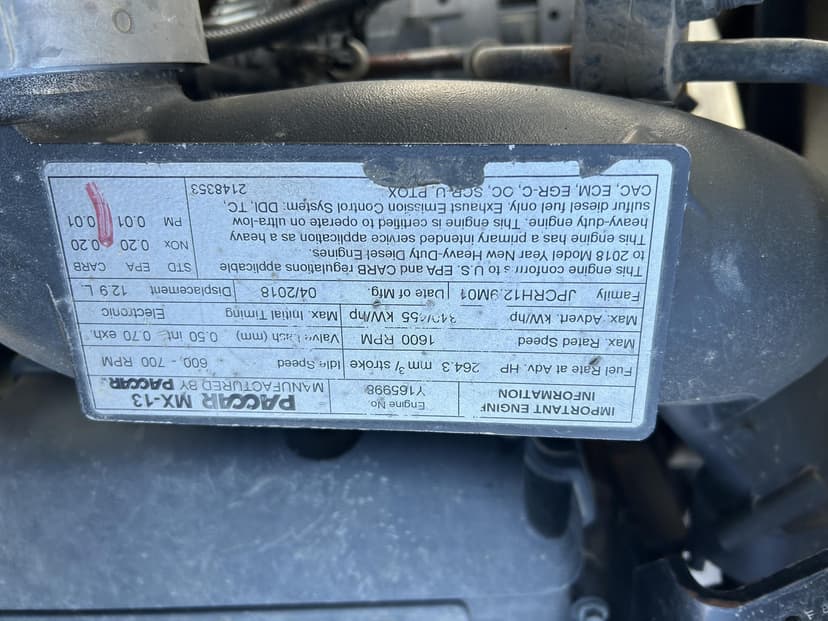 IMPORTANT ENGINE INFORMATION
Engine No. Y165998
PACCAR MX-13
MANUFACTURED BY PACCAR
Fuel Rate at Adv. HP 264.3 mm³/stroke Idle Speed 600 - 700 RPM
Max. Rated Speed 1600 RPM Valve Lash (mm) 0.50 int 0.70 exh.
Max. Advert. kW/hp /455 kW/hp Max. Initial Timing Electronic
Family JPCRH12.9M01 Date of Mfg. 04/2018 Displacement 12.9 L.
This engine conforms to U.S. EPA and CARB regulations applicable
to 2018 Model Year New Heavy-Duty Diesel Engines.
This engine has a primary intended service application as a heavy
heavy-duty engine. This engine is certified to operate on ultra-low
sulfur diesel fuel only. Exhaust Emission Control System: DDI, TC,
CAC, ECM, EGR-C, OC, SCR-U, PTOX
2148353
STD EPA CARB
NOx 0.20 0.20
PM 0.01 0.01